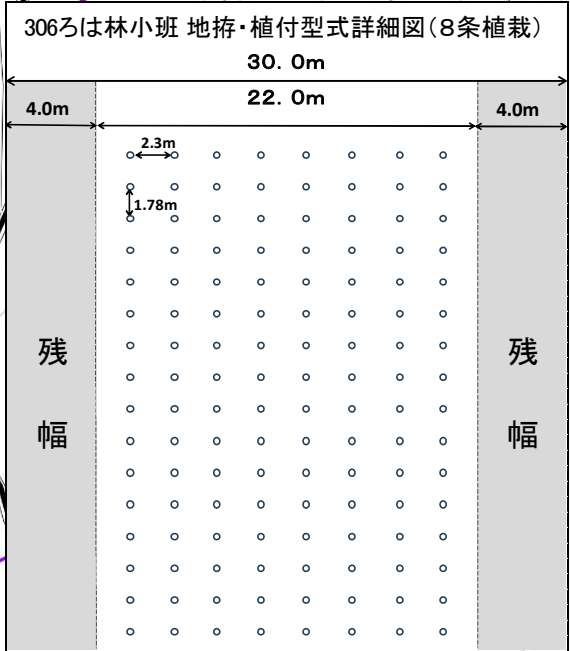 306ろは林小班 地拵・植付型式詳細図(8条植栽)
30. 0m
4.0m
22. 0m
4.0m
2.3m
1.78m
残
幅
残
幅